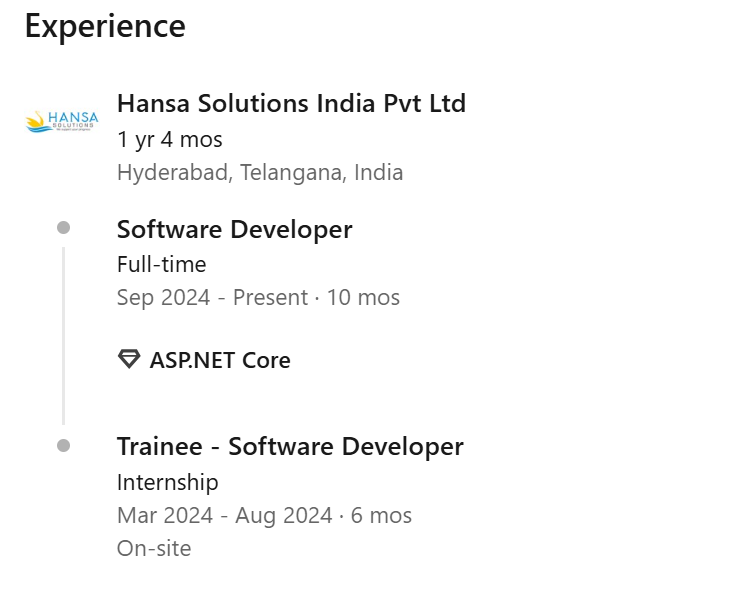 Experience
HANSA
SOLUTIONS
Hansa Solutions India Pvt Ltd
1 yr 4 mos
Hyderabad, Telangana, India
Software Developer
Full-time
Sep 2024 - Present · 10 mos
ASP.NET Core
Trainee - Software Developer
Internship
Mar 2024 - Aug 2024 · 6 mos
On-site